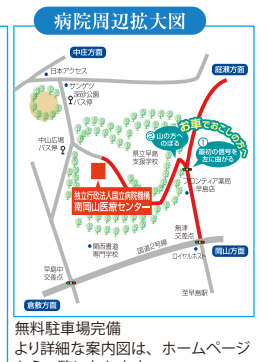 病院周辺拡大図
中庄方面
庭瀬方面
日本アクセス
サンゲツ
深砂公園
バス停
お車でおこしの方へ
②山の方へ
のぼる
①
最初の信号を
左に曲がる
中山広場
バス停
県立早島
支援学校
フロンティア薬局
早島店
独立行政法人国立病院機構
南岡山医療センター
関西書道
専門学校
国道2号線
無津
交差点
岡山方面
ロイヤルホスト
早島中
交差点
至早島駅
倉敷方面
無料駐車場完備
より詳細な案内図は、ホームページ